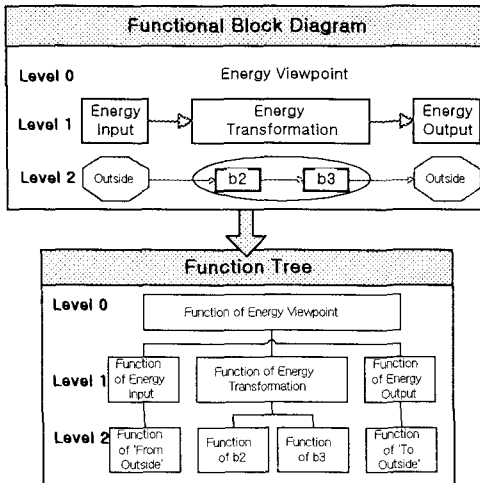 Functional Block Diagram
Level 0
Energy Viewpoint
Level 1
Energy
Input
Energy
Transformation
Energy
Output
Level 2
Outside
b2
b3
Outside
Function Tree
Level 0
Function of Energy Viewpoint
Level 1
Function
of Energy
Input
Function of Energy
Transformation
Function
of Energy
Output
Level 2
Function
of 'From
Outside'
Function
of b2
Function
of b3
Function
of 'To
Outside'